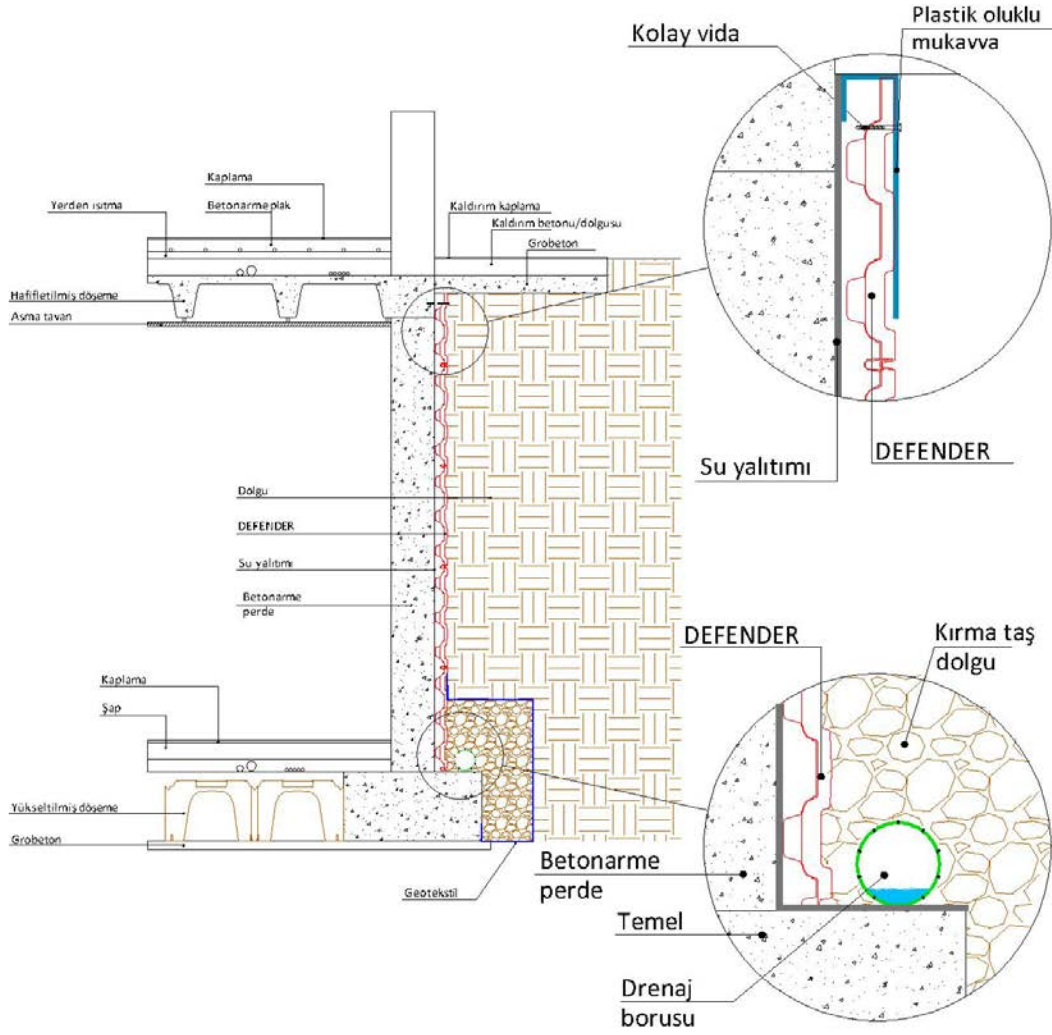 Kolay vida
Plastik oluklu
mukavva
Kaplama
Yerden ısıtma
Betonarme plak
Kaldırım kaplama
Kaldırım betonu/dolgusu
Grobeton
Hafifletilmiş döşeme
Asma tavan
Su yalıtımı
DEFENDER
Dolgu
DEFENDER
Su yalıtımı
Betonarme
perde
DEFENDER
Kırma taş
dolgu
Kaplama
Şap
Yükseltilmiş döşeme
Grobeton
Geotekstil
Betonarme
perde
Temel
Drenaj
borusu